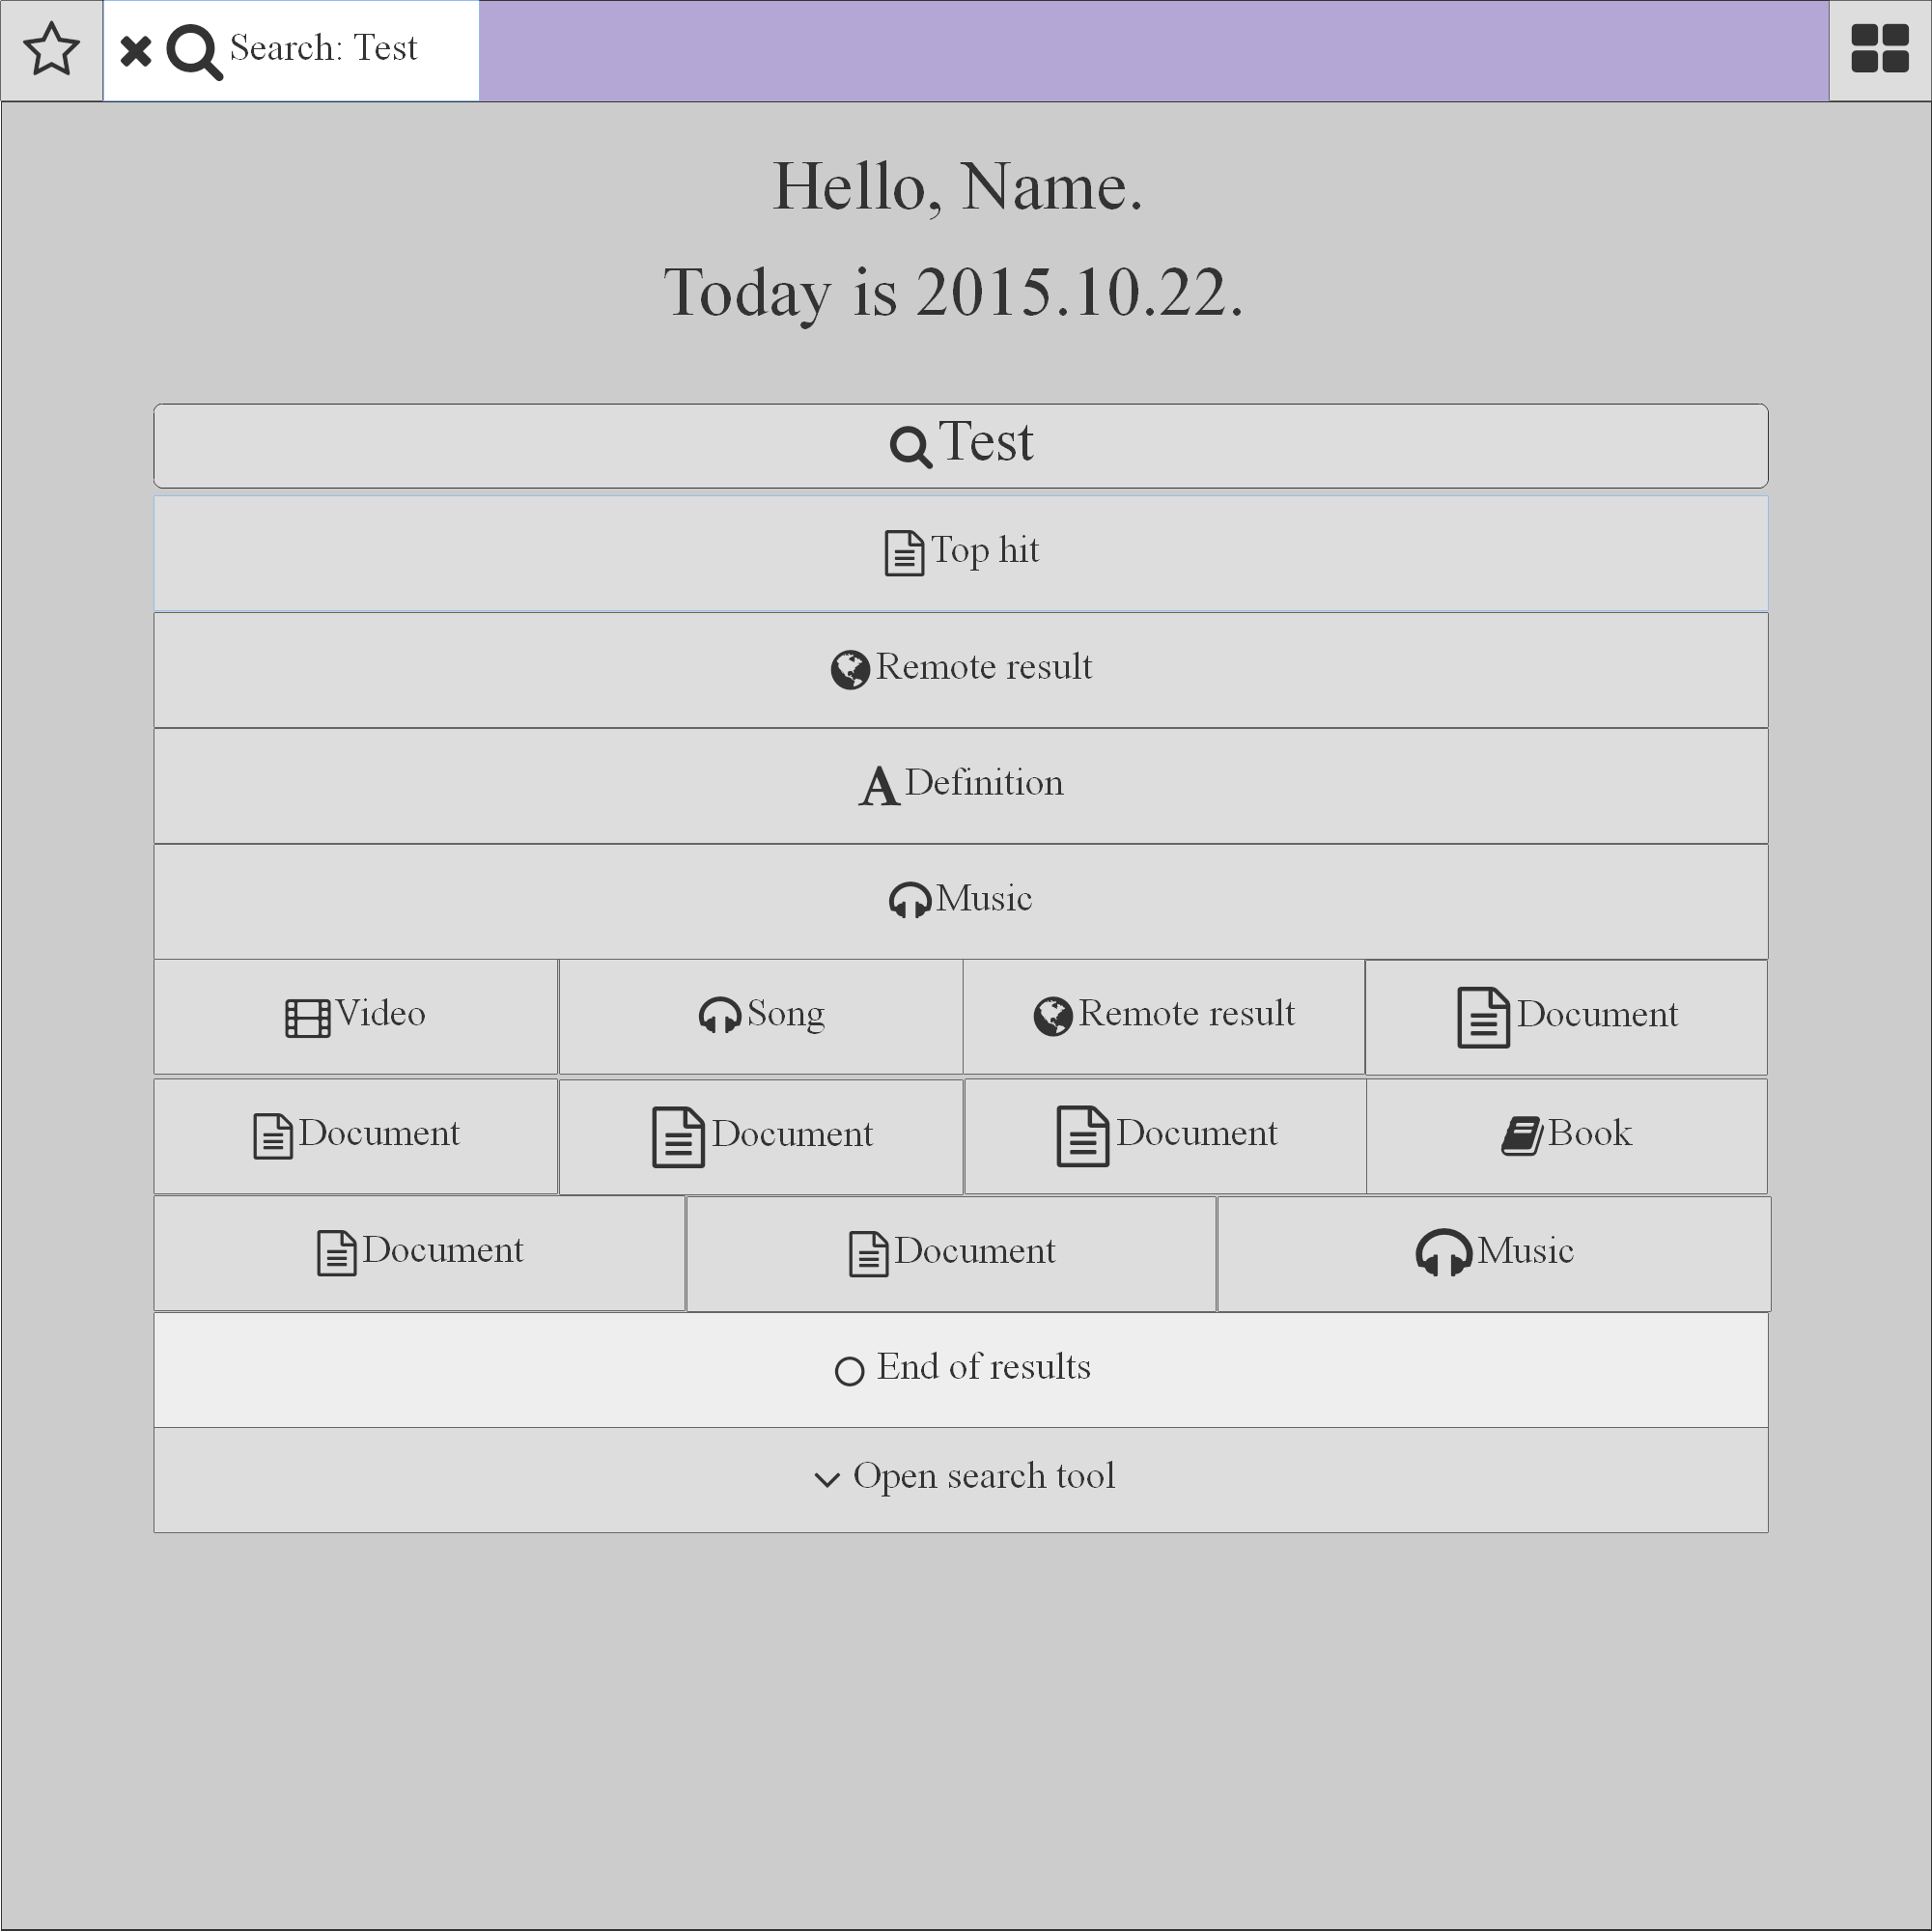 Search: Test
Hello, Name.
Today is 2015.10.22.
Test
Top hit
Remote result
Definition
Music
Video Song Remote result Document
Document Document Document Book
Document Document Music
End of results
Open search tool